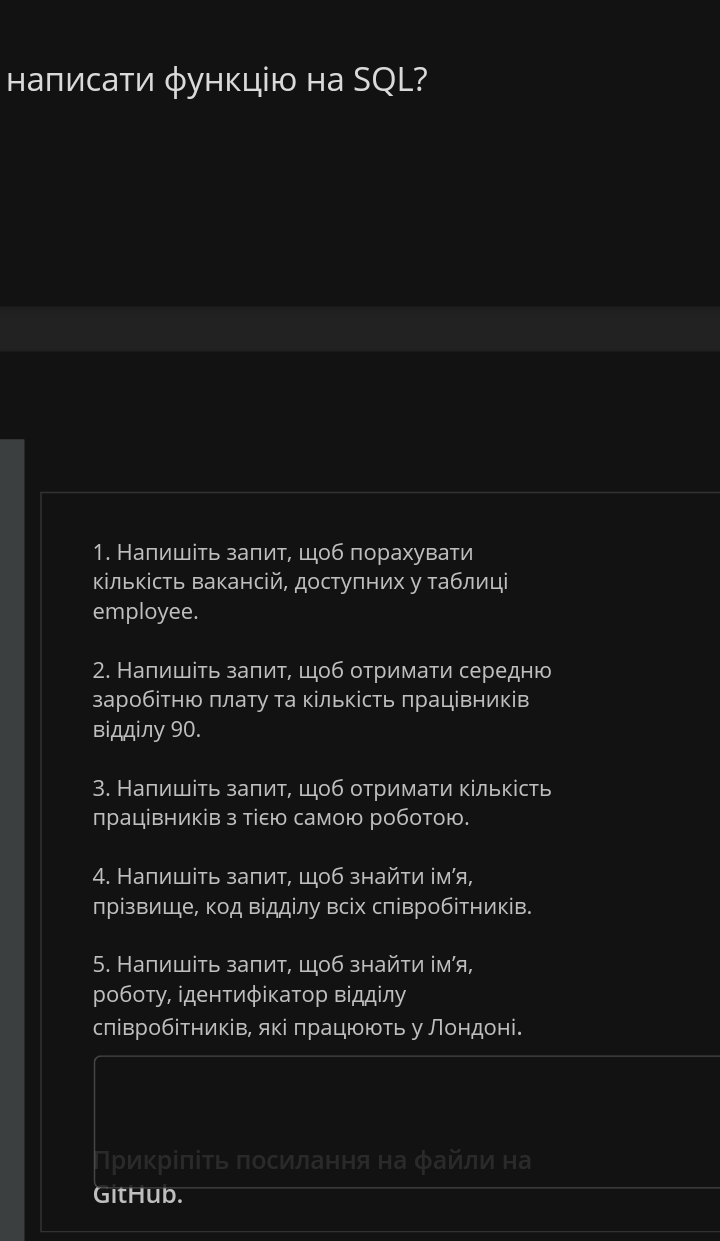 написати функцію на SQL?
1. Напишіть запит, щоб порахувати
кількість вакансій, доступних у таблиці
employee.
2. Напишіть запит, щоб отримати середню
заробітню плату та кількість працівників
відділу 90.
3. Напишіть запит, щоб отримати кількість
працівників з тією самою роботою.
4. Напишіть запит, щоб знайти ім’я,
прізвище, код відділу всіх співробітників.
5. Напишіть запит, щоб знайти ім’я,
роботу, ідентифікатор відділу
співробітників, які працюють у Лондоні.
Прикріпіть посилання на файли на
GitHub.